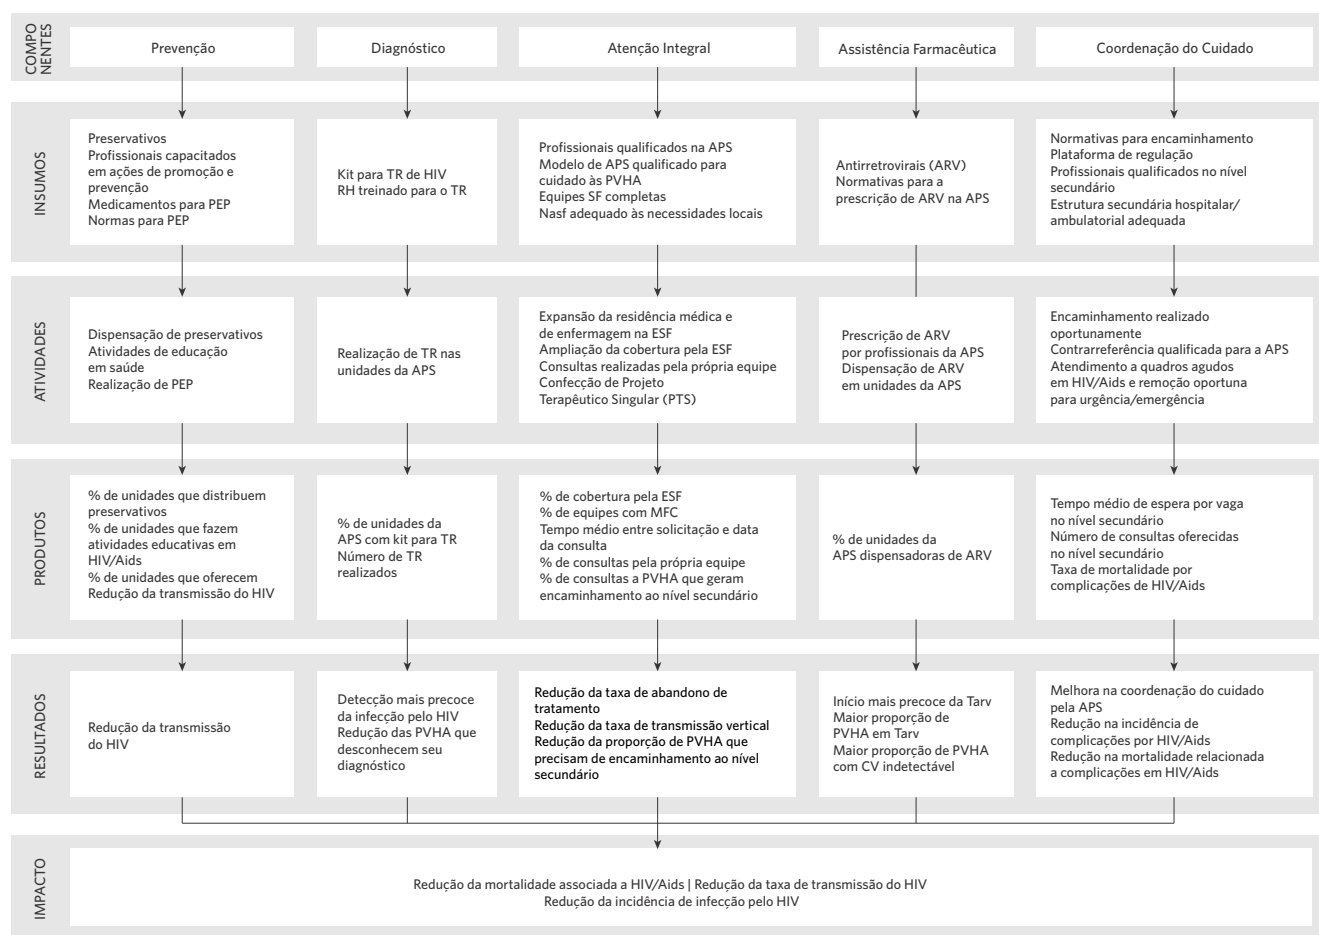 COMPO
NENTES
Prevenção
Diagnóstico
Atenção Integral
Assistência Farmacêutica
Coordenação do Cuidado
INSUMOS
Preservativos
Profissionais capacitados
em ações de promoção e
prevenção
Medicamentos para PEP
Normas para PEP
Kit para TR de HIV
RH treinado para o TR
Profissionais qualificados na APS
Modelo de APS qualificado para
cuidado às PVHA
Equipes SF completas
Nasf adequado às necessidades locais
Antirretrovirais (ARV)
Normativas para a
prescrição de ARV na APS
Normativas para encaminhamento
Plataforma de regulação
Profissionais qualificados no nível
secundário
Estrutura secundária hospitalar/
ambulatorial adequada
ATIVIDADES
Dispensação de preservativos
Atividades de educação
em saúde
Realização de PEP
Realização de TR nas
unidades da APS
Expansão da residência médica e
de enfermagem na ESF
Ampliação da cobertura pela ESF
Consultas realizadas pela própria equipe
Confecção de Projeto
Terapêutico Singular (PTS)
Prescrição de ARV
por profissionais da APS
Dispensação de ARV
em unidades da APS
Encaminhamento realizado
oportunamente
Contrarreferência qualificada para a APS
Atendimento a quadros agudos
em HIV/Aids e remoção oportuna
para urgência/emergência
PRODUTOS
% de unidades que distribuem
preservativos
% de unidades que fazem
atividades educativas em
HIV/Aids
% de unidades que oferecem
Redução da transmissão do HIV
% de unidades da
APS com kit para TR
Número de TR
realizados
% de cobertura pela ESF
% de equipes com MFC
Tempo médio entre solicitação e data
da consulta
% de consultas pela própria equipe
% de consultas a PVHA que geram
encaminhamento ao nível secundário
% de unidades da
APS dispensadoras de ARV
Tempo médio de espera por vaga
no nível secundário
Número de consultas oferecidas
no nível secundário
Taxa de mortalidade por
complicações de HIV/Aids
RESULTADOS
Redução da transmissão
do HIV
Detecção mais precoce
da infecção pelo HIV
Redução das PVHA que
desconhecem seu
diagnóstico
Redução da taxa de abandono de
tratamento
Redução da taxa de transmissão vertical
Redução da proporção de PVHA que
precisam de encaminhamento ao nível
secundário
Início mais precoce da Tarv
Maior proporção de
PVHA em Tarv
Maior proporção de PVHA
com CV indetectável
Melhora na coordenação do cuidado
pela APS
Redução na incidência de
complicações por HIV/Aids
Redução na mortalidade relacionada
a complicações em HIV/Aids
IMPACTO
Redução da mortalidade associada a HIV/Aids | Redução da taxa de transmissão do HIV
Redução da incidência de infecção pelo HIV